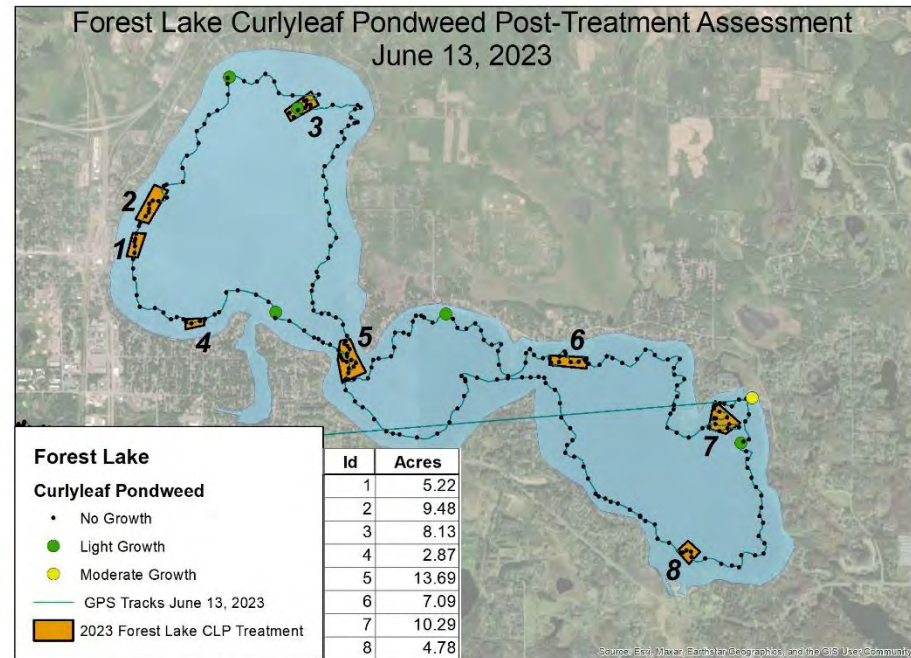 Forest Lake Curlyleaf Pondweed Post-Treatment Assessment
June 13, 2023
3
2
1
4
5
6
7
8
Forest Lake
Curlyleaf Pondweed
No Growth
Light Growth
Moderate Growth
GPS Tracks June 13, 2023
2023 Forest Lake CLP Treatment
Id Acres
1 5.22
2 9.48
3 8.13
4 2.87
5 13.69
6 7.09
7 10.29
8 4.78
Source: Esri, Maxar, Earthstar Geographics, and the GIS User Community